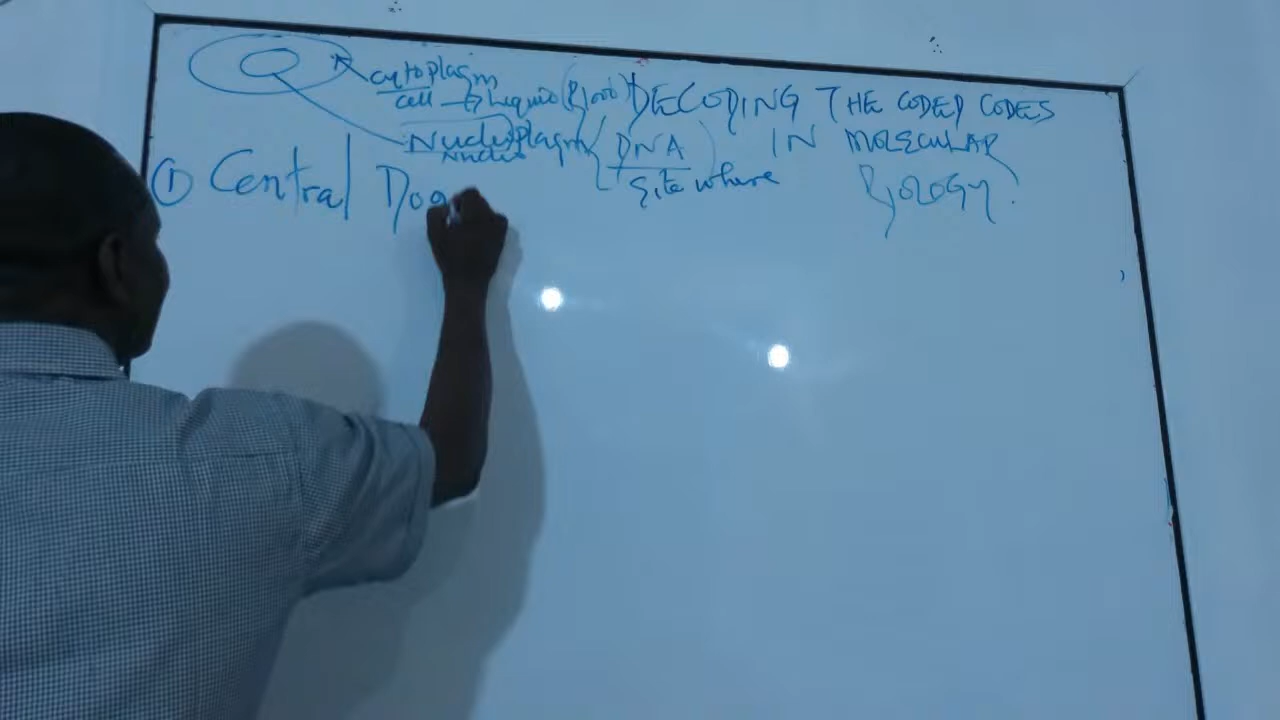 Cytoplasm
cell → Liquid (Blood) DECODING THE CODED CODES
Nucleoplasm DNA IN MOLECULAR
Nucleus Site where BIOLOGY
① Central Dog